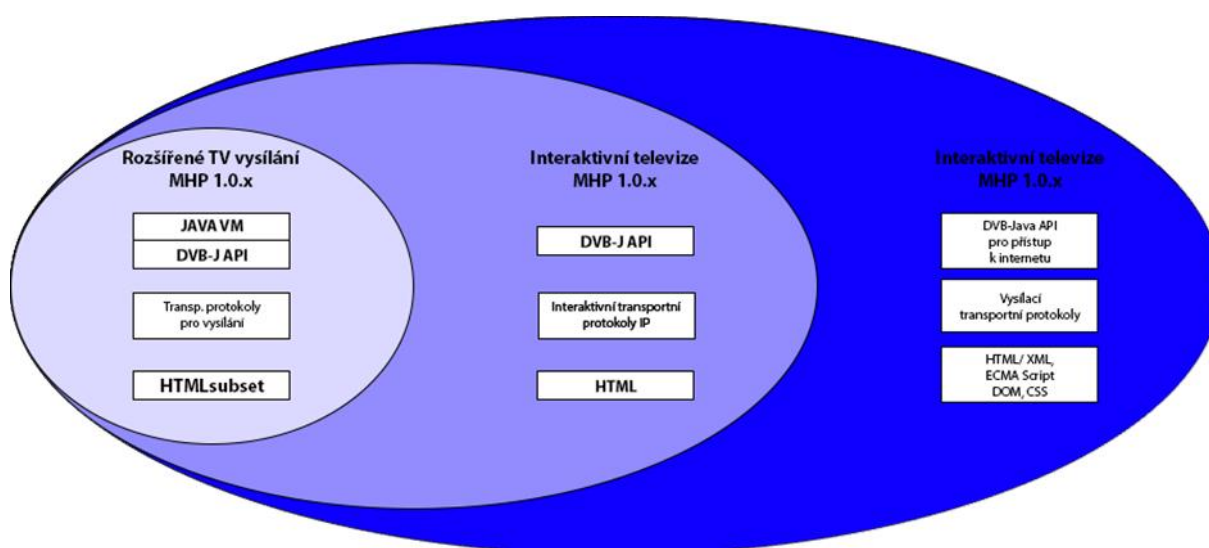 Rozšířené TV vysílání
MHP 1.0.x
JAVA VM
DVB-J API
Transp. protokoly
pro vysílání
HTMLsubset
Interaktivní televize
MHP 1.0.x
DVB-J API
Interaktivní transportní
protokoly IP
HTML
Interaktivní televize
MHP 1.0.x
DVB-Java API
pro přístup
k internetu
Vysílací
transportní protokoly
HTML/ XML,
ECMA Script
DOM, CSS